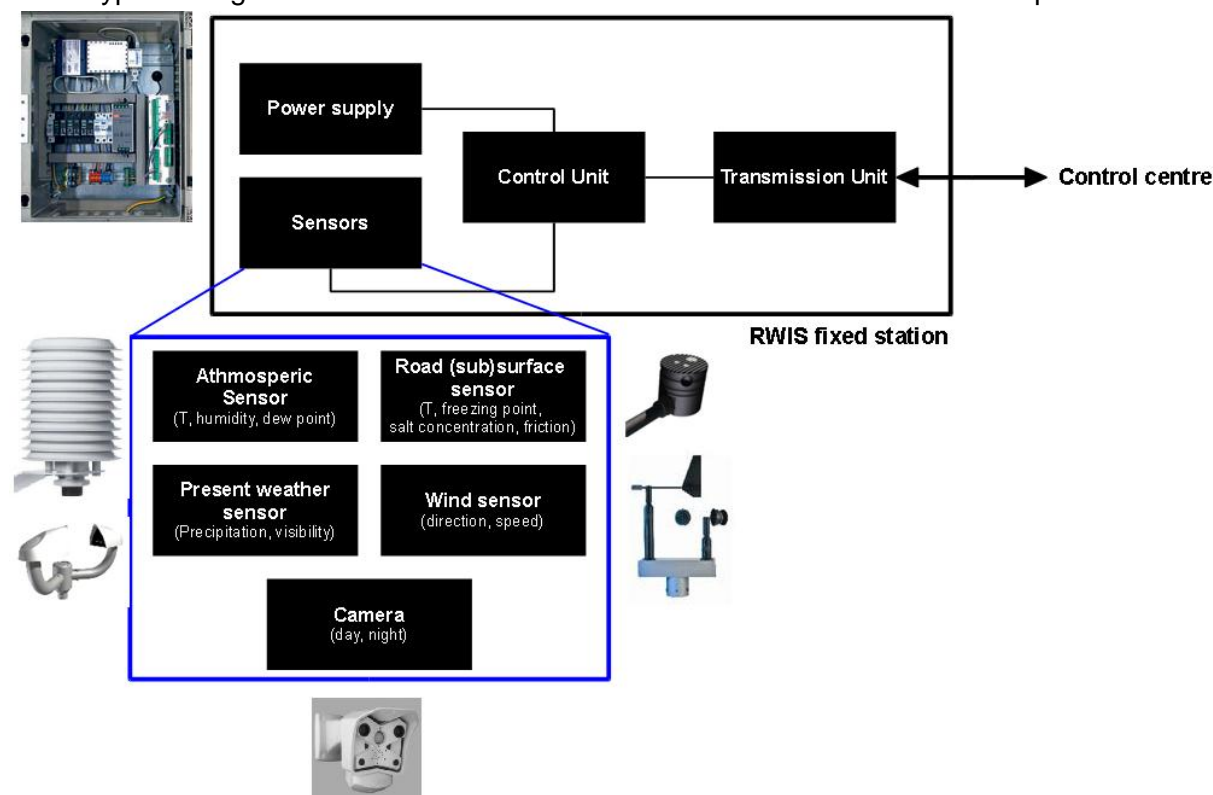 Power supply
Control Unit
Transmission Unit
Control centre
Sensors
RWIS fixed station
Athmosperic
Sensor
(T, humidity, dew point)
Road (sub)surface
sensor
(T, freezing point,
salt concentration, friction)
Present weather
sensor
(Precipitation, visibility)
Wind sensor
(direction, speed)
Camera
(day, night)